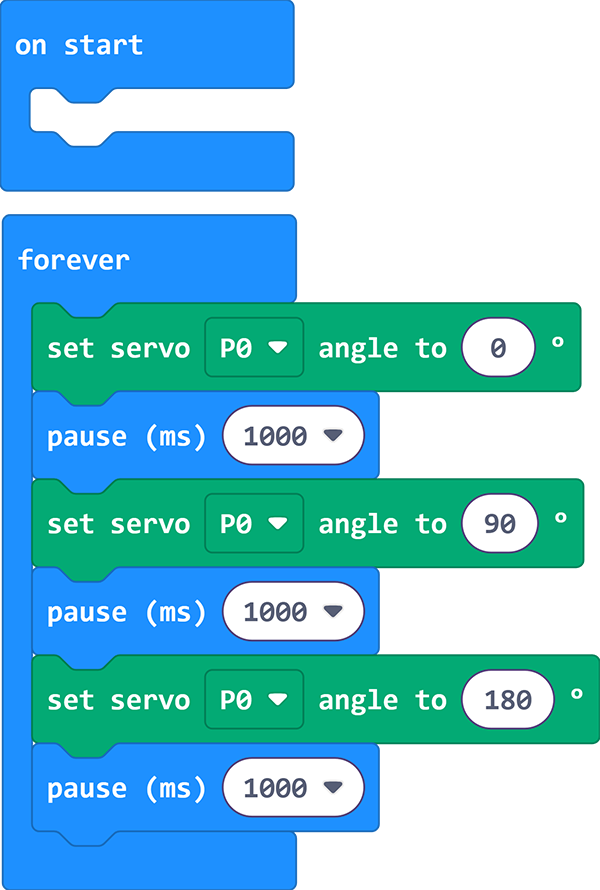 on start
forever
set servo P0 angle to 0 °
pause (ms) 1000
set servo P0 angle to 90 °
pause (ms) 1000
set servo P0 angle to 180 °
pause (ms) 1000